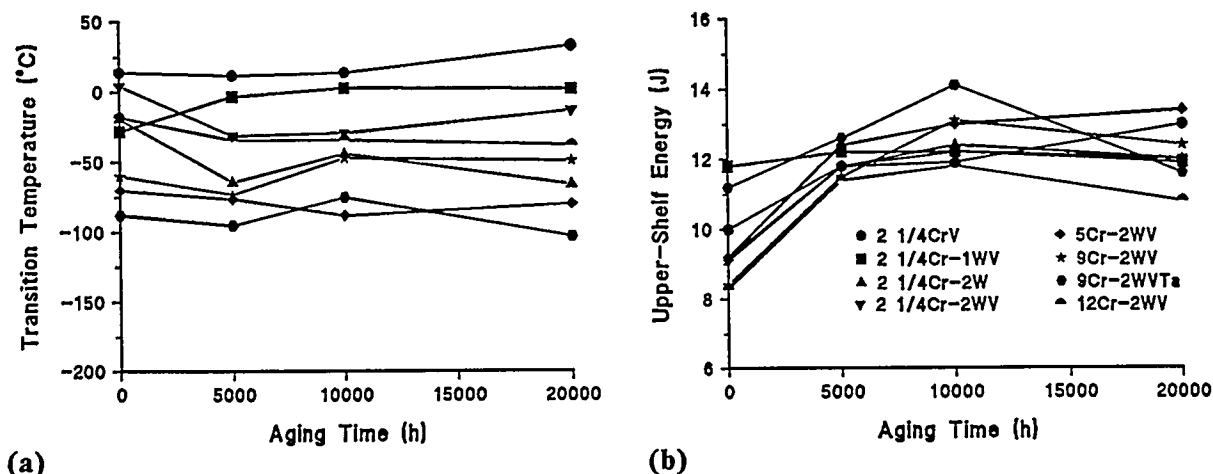 50
0
−50
−100
−150
−200
Transition Temperature (°C)
0 5000 10000 15000 20000
Aging Time (h)
(a)
16
14
12
10
8
6
Upper-Shelf Energy (J)
2 1/4CrV
2 1/4Cr-1WV
2 1/4Cr-2W
2 1/4Cr-2WV
5Cr-2WV
9Cr-2WV
9Cr-2WVTa
12Cr-2WV
0 5000 10000 15000 20000
Aging Time (h)
(b)